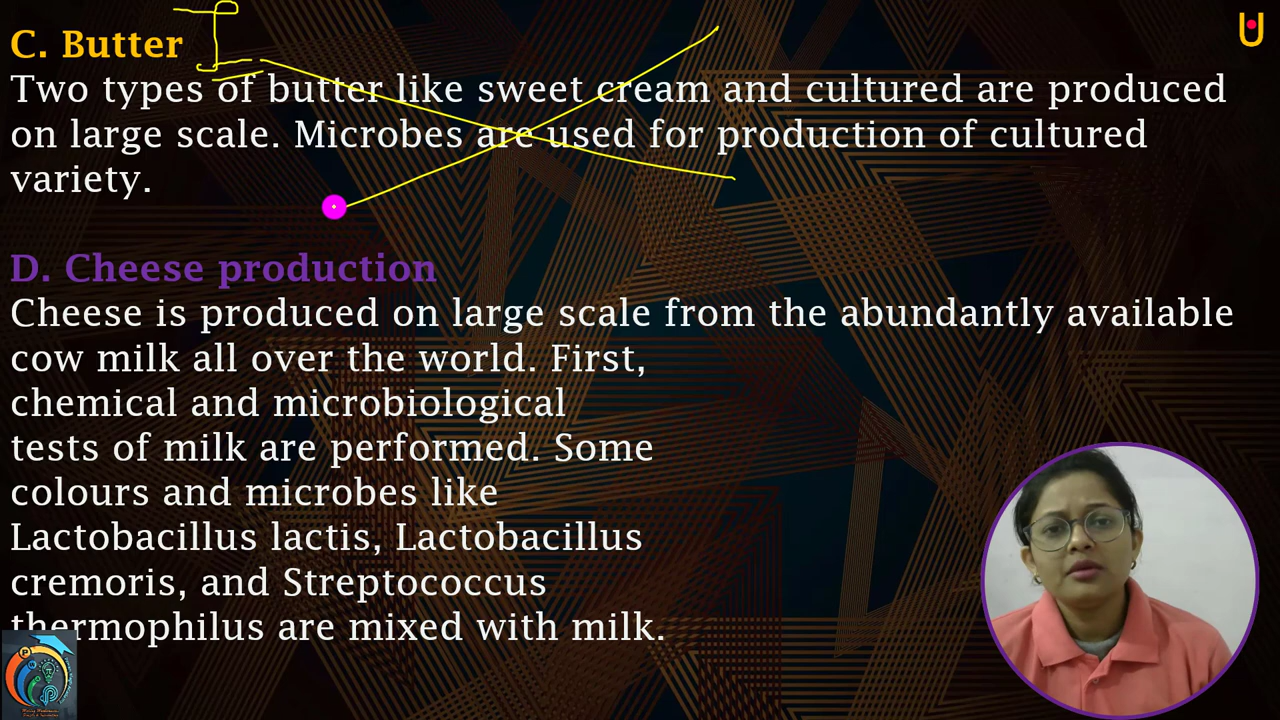 C. Butter
Two types of butter like sweet cream and cultured are produced
on large scale. Microbes are used for production of cultured
variety.
D. Cheese production
Cheese is produced on large scale from the abundantly available
cow milk all over the world. First,
chemical and microbiological
tests of milk are performed. Some
colours and microbes like
Lactobacillus lactis, Lactobacillus
cremoris, and Streptococcus
thermophilus are mixed with milk.